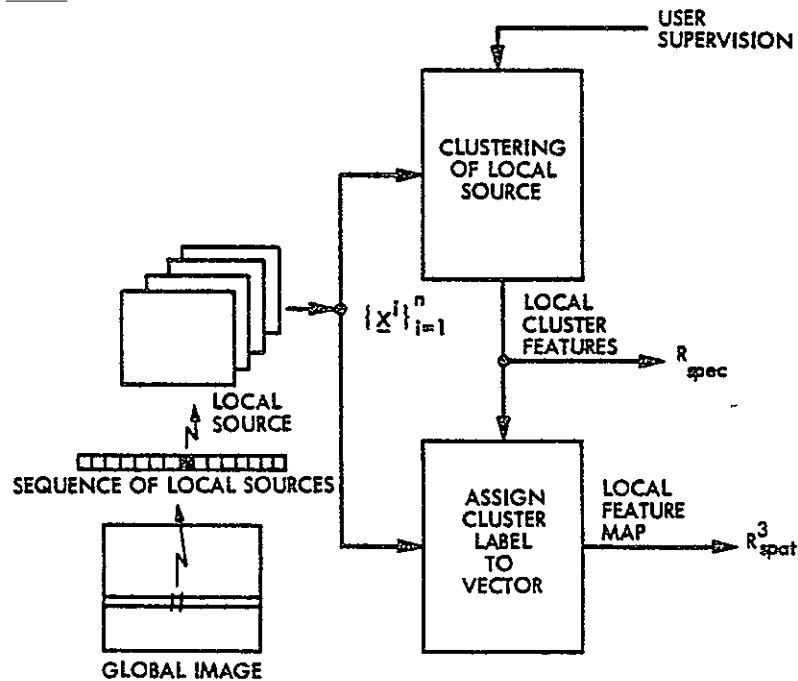 USER
SUPERVISION
CLUSTERING
OF LOCAL
SOURCE
{x̲^i}_{i=1}^n
LOCAL
CLUSTER
FEATURES
R_spec
LOCAL
SOURCE
SEQUENCE OF LOCAL SOURCES
ASSIGN
CLUSTER
LABEL
TO
VECTOR
LOCAL
FEATURE
MAP
R^3_spat
GLOBAL IMAGE